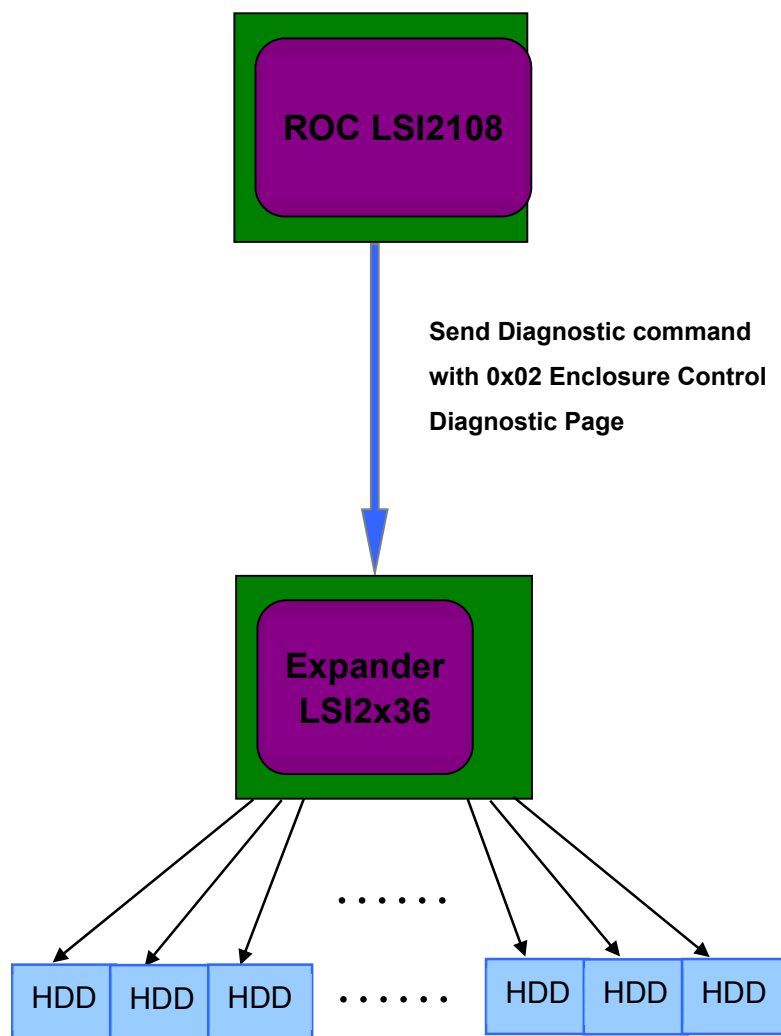 ROC LSI2108
Send Diagnostic command
with 0x02 Enclosure Control
Diagnostic Page
Expander
LSI2x36
. . . . . .
HDD HDD HDD . . . . . . HDD HDD HDD